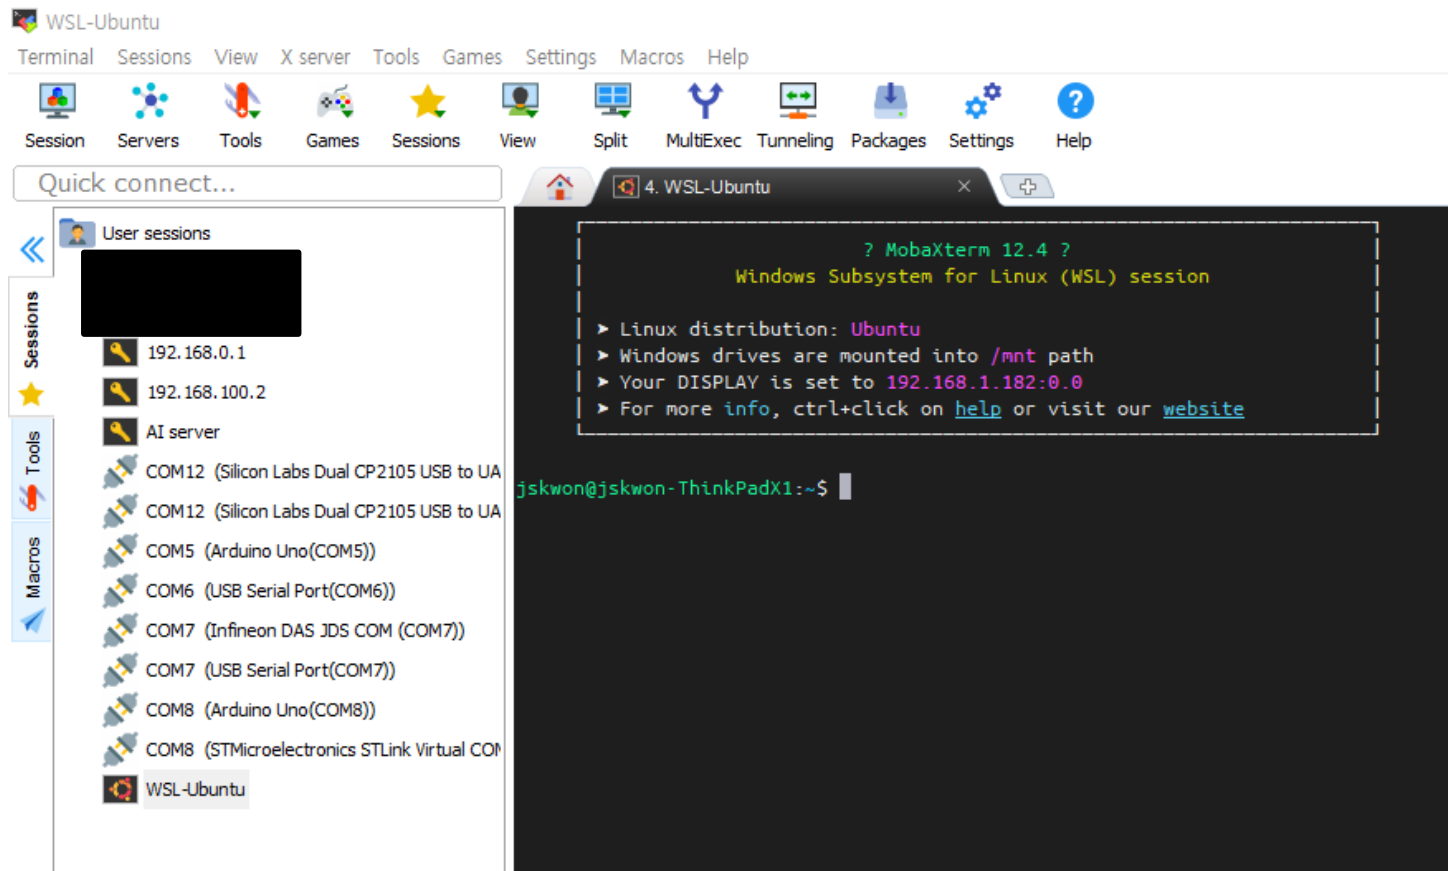 WSL-Ubuntu
Terminal Sessions View X server Tools Games Settings Macros Help
Session Servers Tools Games Sessions View Split MultiExec Tunneling Packages Settings Help
Quick connect...
4. WSL-Ubuntu
Sessions
Tools
Macros
User sessions
192.168.0.1
192.168.100.2
AI server
COM12 (Silicon Labs Dual CP2105 USB to UA
COM12 (Silicon Labs Dual CP2105 USB to UA
COM5 (Arduino Uno(COM5))
COM6 (USB Serial Port(COM6))
COM7 (Infineon DAS JDS COM (COM7))
COM7 (USB Serial Port(COM7))
COM8 (Arduino Uno(COM8))
COM8 (STMicroelectronics STLink Virtual COM
WSL-Ubuntu
? MobaXterm 12.4 ?
Windows Subsystem for Linux (WSL) session
➤ Linux distribution: Ubuntu
➤ Windows drives are mounted into /mnt path
➤ Your DISPLAY is set to 192.168.1.182:0.0
➤ For more info, ctrl+click on help or visit our website
jskwon@jskwon-ThinkPadX1:~$